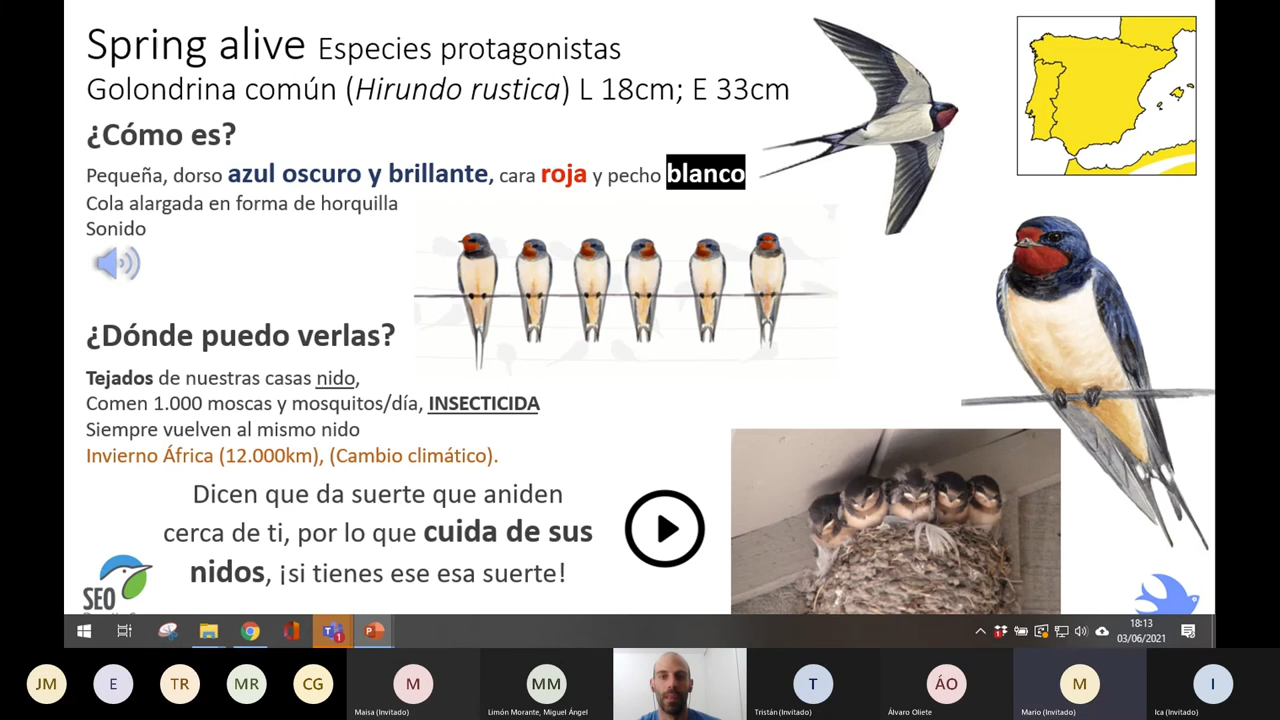 Spring alive Especies protagonistas
Golondrina común (Hirundo rustica) L 18cm; E 33cm
¿Cómo es?
Pequeña, dorso azul oscuro y brillante, cara roja y pecho blanco
Cola alargada en forma de horquilla
Sonido
¿Dónde puedo verlas?
Tejados de nuestras casas nido,
Comen 1.000 moscas y mosquitos/día, INSECTICIDA
Siempre vuelven al mismo nido
Invierno África (12.000km), (Cambio climático).
Dicen que da suerte que aniden
cerca de ti, por lo que cuida de sus
nidos, ¡si tienes ese esa suerte!
SEO
1
1
18:13
03/06/2021
JM
E
TR
MR
CG
M
Maisa (Invitado)
MM
Limón Morante, Miguel Ángel
T
Tristán (Invitado)
ÁO
Álvaro Oliete
M
Mario (Invitado)
I
Ica (Invitado)